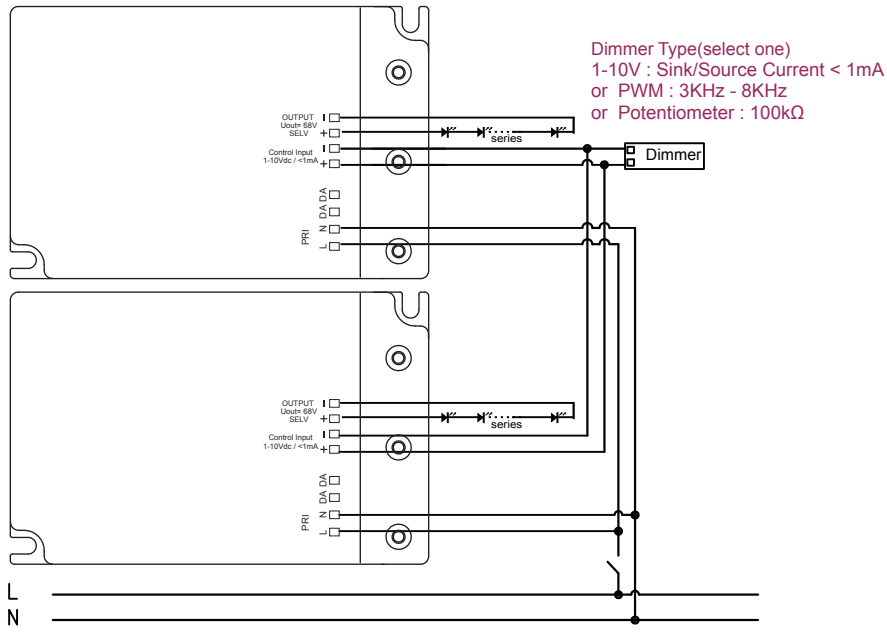 Dimmer Type(select one)
1-10V : Sink/Source Current < 1mA
or PWM : 3KHz - 8KHz
or Potentiometer : 100kΩ
OUTPUT
Uout= 68V
SELV
I
+
series
Control Input
1-10Vdc / <1mA
I
+
Dimmer
DA
DA
PRI
N
L
OUTPUT
Uout= 68V
SELV
I
+
series
Control Input
1-10Vdc / <1mA
I
+
DA
DA
PRI
N
L
L
N